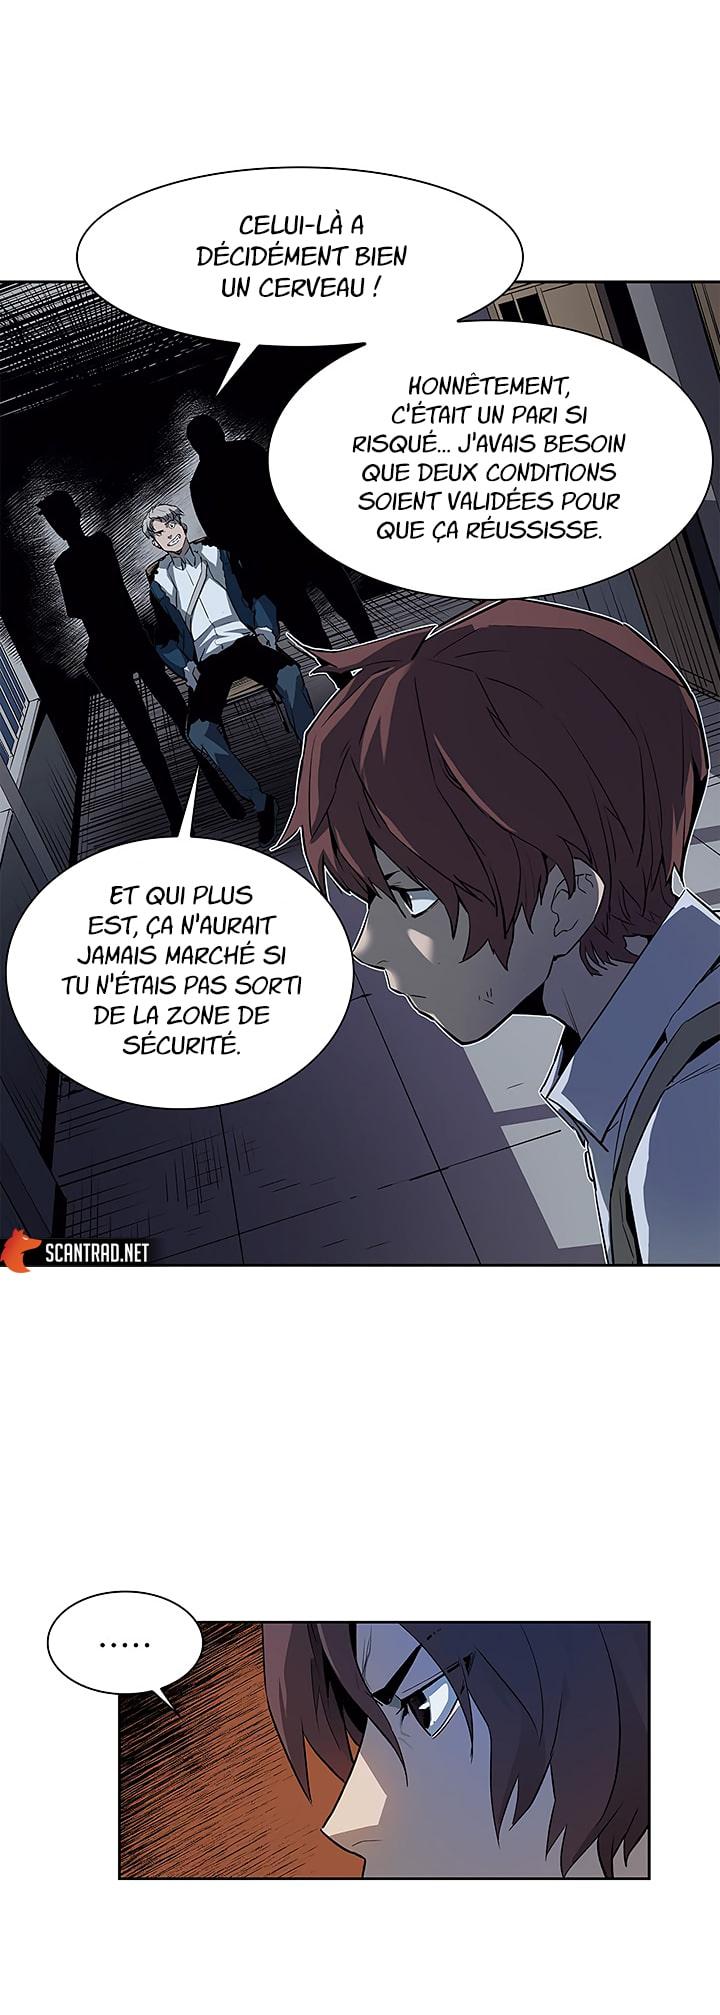 CELUI-LÀ A
DÉCIDÉMENT BIEN
UN CERVEAU !
HONNÊTEMENT,
C'ÉTAIT UN PARI SI
RISQUÉ... J'AVAIS BESOIN
QUE DEUX CONDITIONS
SOIENT VALIDÉES POUR
QUE ÇA RÉUSSISSE.
ET QUI PLUS
EST, ÇA N'AURAIT
JAMAIS MARCHÉ SI
TU N'ÉTAIS PAS SORTI
DE LA ZONE DE
SÉCURITÉ.
SCANTRAD.NET
.....